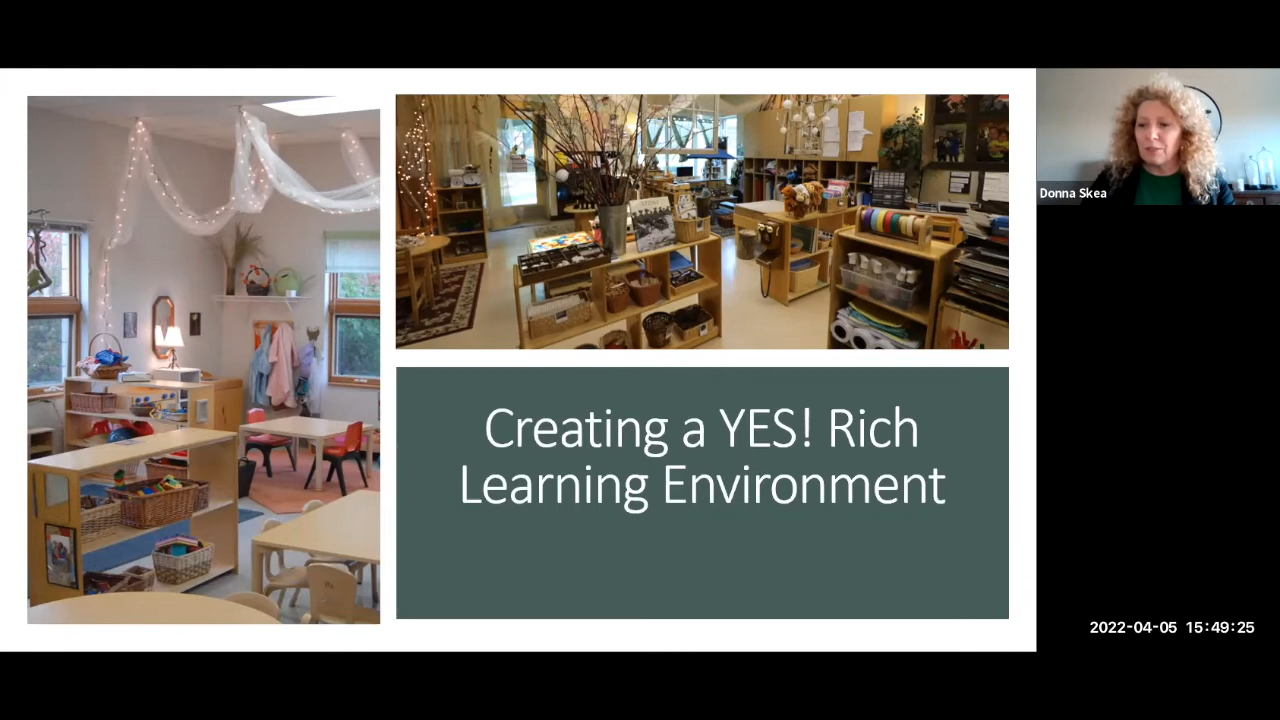 Creating a YES! Rich
Learning Environment
Donna Skea
2022-04-05 15:49:25